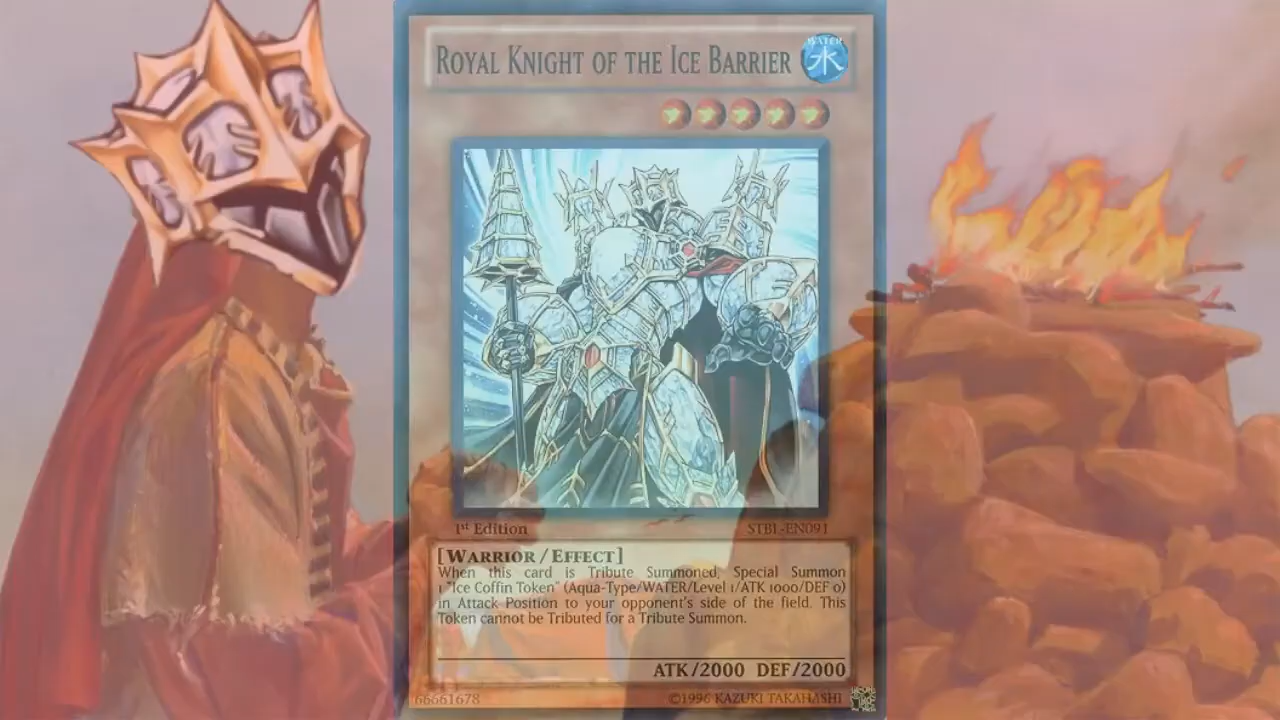 ROYAL KNIGHT OF THE ICE BARRIER
WATER
水
1st Edition
STBL-EN091
[WARRIOR/EFFECT]
When this card is Tribute Summoned, Special Summon
1 "Ice Coffin Token" (Aqua-Type/WATER/Level 1/ATK 1000/DEF 0)
in Attack Position to your opponent's side of the field. This
Token cannot be Tributed for a Tribute Summon.
ATK/2000 DEF/2000
66661678
©1996 KAZUKI TAKAHASHI